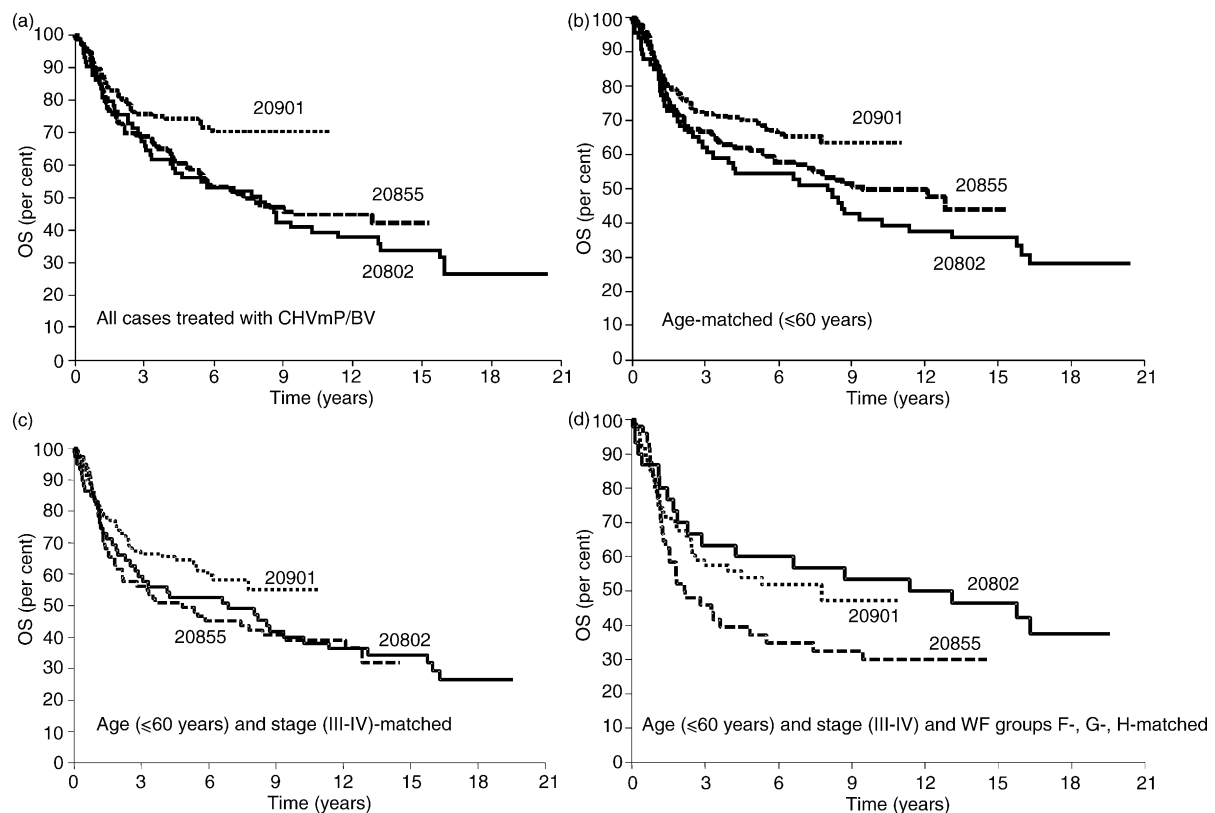 (a)
100
90
80
70
60
50
40
30
20
10
0
OS (per cent)
20901
20855
20802
All cases treated with CHVmP/BV
0 3 6 9 12 15 18 21
Time (years)
(b)
100
90
80
70
60
50
40
30
20
10
0
OS (per cent)
20901
20855
20802
Age-matched (⩽60 years)
0 3 6 9 12 15 18 21
Time (years)
(c)
100
90
80
70
60
50
40
30
20
10
0
OS (per cent)
20901
20855
20802
Age (⩽60 years) and stage (III-IV)-matched
0 3 6 9 12 15 18 21
Time (years)
(d)
100
90
80
70
60
50
40
30
20
10
0
OS (per cent)
20802
20901
20855
Age (⩽60 years) and stage (III-IV) and WF groups F-, G-, H-matched
0 3 6 9 12 15 18 21
Time (years)